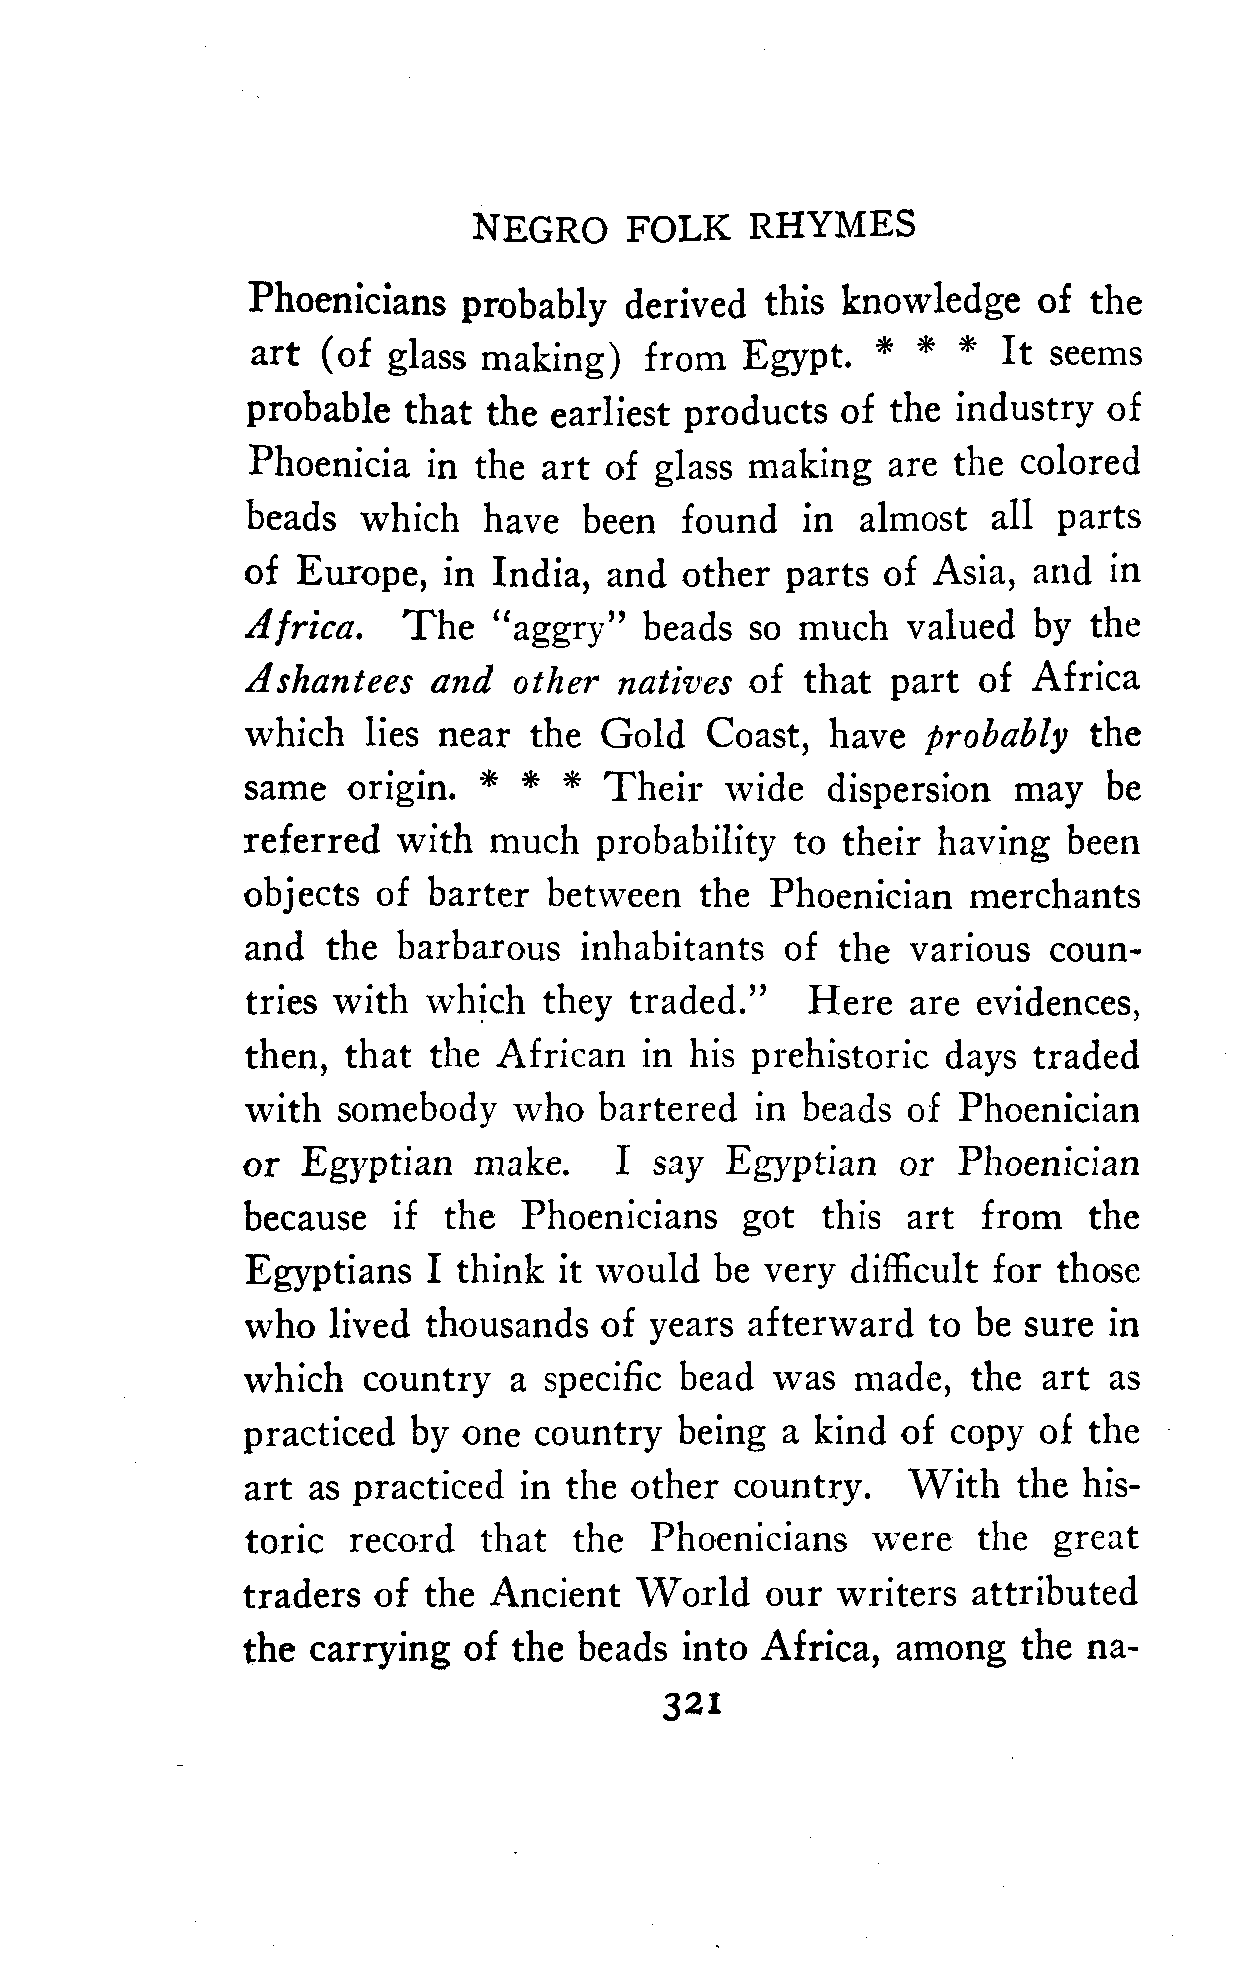 NEGRO FOLK RHYMES
Phoenicians probably derived this knowledge of the
art (of glass making) from Egypt. * * * It seems
probable that the earliest products of the industry of
Phoenicia in the art of glass making are the colored
beads which have been found in almost all parts
of Europe, in India, and other parts of Asia, and in
Africa. The "aggry" beads so much valued by the
Ashantees and other natives of that part of Africa
which lies near the Gold Coast, have probably the
same origin. * * * Their wide dispersion may be
referred with much probability to their having been
objects of barter between the Phoenician merchants
and the barbarous inhabitants of the various coun-
tries with which they traded." Here are evidences,
then, that the African in his prehistoric days traded
with somebody who bartered in beads of Phoenician
or Egyptian make. I say Egyptian or Phoenician
because if the Phoenicians got this art from the
Egyptians I think it would be very difficult for those
who lived thousands of years afterward to be sure in
which country a specific bead was made, the art as
practiced by one country being a kind of copy of the
art as practiced in the other country. With the his-
toric record that the Phoenicians were the great
traders of the Ancient World our writers attributed
the carrying of the beads into Africa, among the na-
321